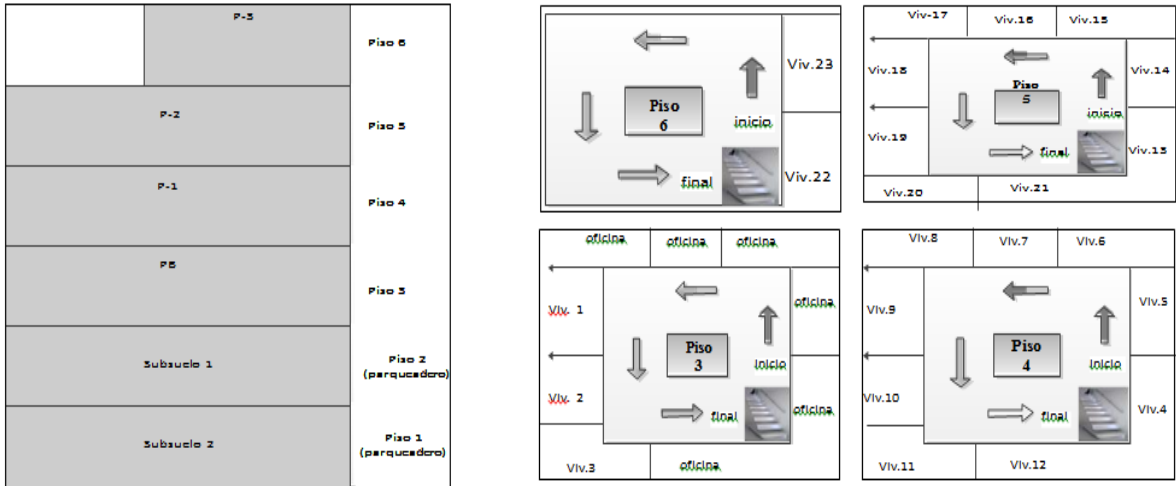 P-3
Piso 6
P-2
Piso 5
P-1
Piso 4
PB
Piso 3
Subsuelo 1
Piso 2
(parqueadero)
Subsuelo 2
Piso 1
(parqueadero)
Viv.23
Piso
6
inicio
final
Viv.22
Viv-17
Viv.16
Viv.15
Viv.18
Viv.14
Piso
5
inicio
Viv.19
final
Viv.13
Viv.20
Viv.21
oficina
oficina
oficina
Viv. 1
oficina
Piso
3
inicio
Viv. 2
final
oficina
Viv.3
oficina
Viv.8
Viv.7
Viv.6
Viv.9
Viv.5
Piso
4
inicio
Viv.10
final
Viv.4
Viv.11
Viv.12